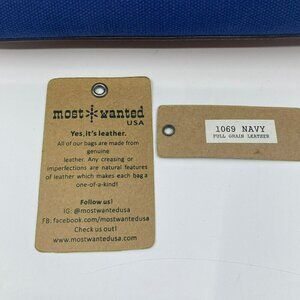 most wanted
USA
Yes, it's leather.
All of our bags are made from
genuine
leather. Any creasing or
imperfections are natural features
of leather which makes each bag a
one-of-a-kind!
Follow us!
IG: @mostwantedusa
FB: facebook.com/mostwantedusa
Check us out!
www.mostwantedusa.com
1069 NAVY
FULL GRAIN LEATHER